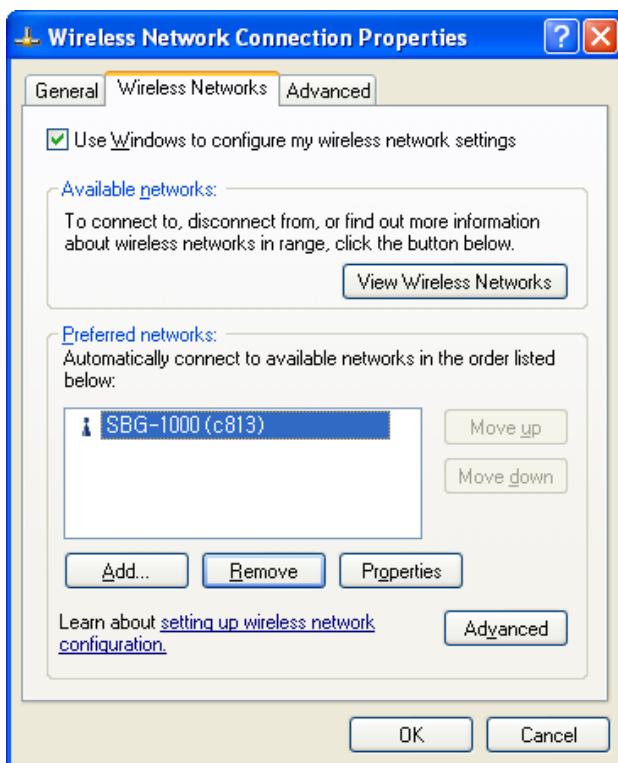 Wireless Network Connection Properties
General Wireless Networks Advanced
Use Windows to configure my wireless network settings
Available networks:
To connect to, disconnect from, or find out more information
about wireless networks in range, click the button below.
View Wireless Networks
Preferred networks:
Automatically connect to available networks in the order listed
below:
SBG-1000 (c813)
Move up
Move down
Add... Remove Properties
Learn about setting up wireless network
configuration.
Advanced
OK Cancel